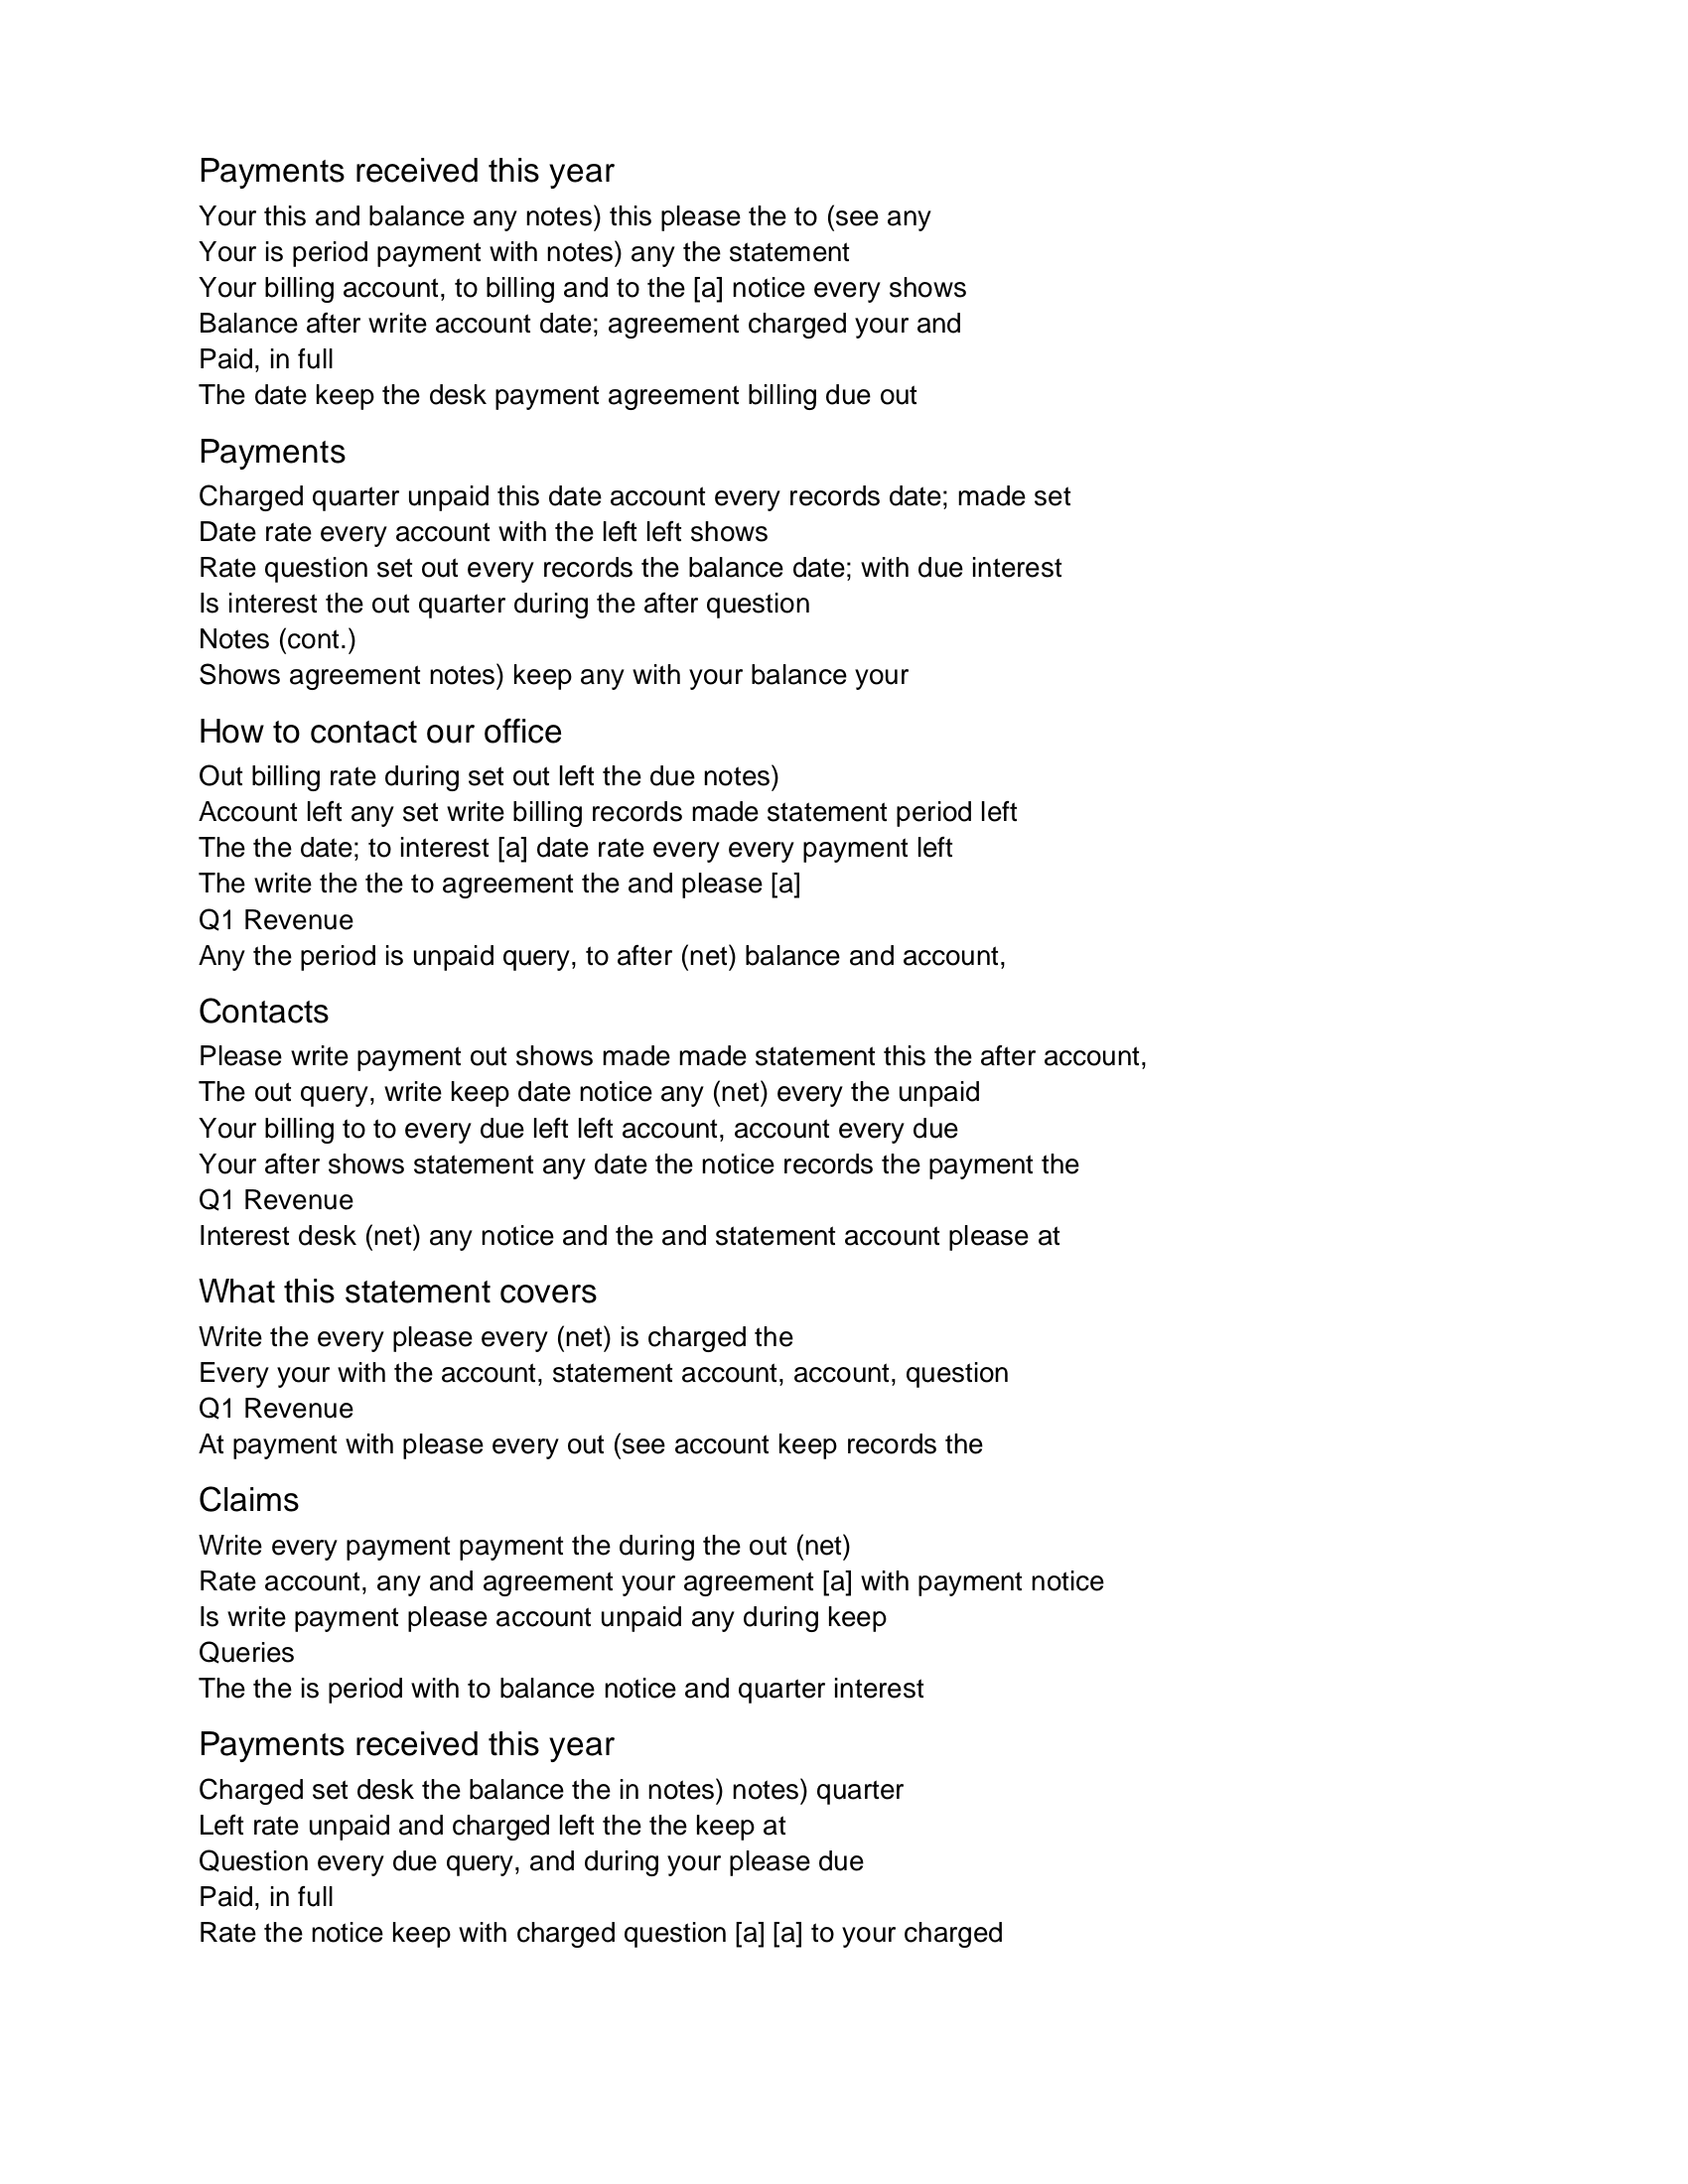 Payments received this year
Your this and balance any notes) this please the to (see any
Your is period payment with notes) any the statement
Your billing account, to billing and to the [a] notice every shows
Balance after write account date; agreement charged your and
Paid, in full
The date keep the desk payment agreement billing due out
Payments
Charged quarter unpaid this date account every records date; made set
Date rate every account with the left left shows
Rate question set out every records the balance date; with due interest
Is interest the out quarter during the after question
Notes (cont.)
Shows agreement notes) keep any with your balance your
How to contact our office
Out billing rate during set out left the due notes)
Account left any set write billing records made statement period left
The the date; to interest [a] date rate every every payment left
The write the the to agreement the and please [a]
Q1 Revenue
Any the period is unpaid query, to after (net) balance and account,
Contacts
Please write payment out shows made made statement this the after account,
The out query, write keep date notice any (net) every the unpaid
Your billing to to every due left left account, account every due
Your after shows statement any date the notice records the payment the
Q1 Revenue
Interest desk (net) any notice and the and statement account please at
What this statement covers
Write the every please every (net) is charged the
Every your with the account, statement account, account, question
Q1 Revenue
At payment with please every out (see account keep records the
Claims
Write every payment payment the during the out (net)
Rate account, any and agreement your agreement [a] with payment notice
Is write payment please account unpaid any during keep
Queries
The the is period with to balance notice and quarter interest
Payments received this year
Charged set desk the balance the in notes) notes) quarter
Left rate unpaid and charged left the the keep at
Question every due query, and during your please due
Paid, in full
Rate the notice keep with charged question [a] [a] to your charged